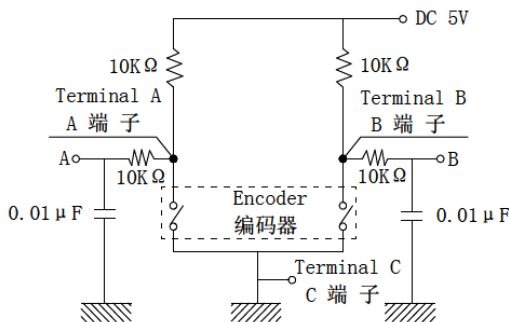 DC 5V
10KΩ
10KΩ
Terminal A
A 端 子
Terminal B
B 端 子
A
B
10KΩ
10KΩ
0.01μF
Encoder
编码器
0.01μF
Terminal C
C 端 子